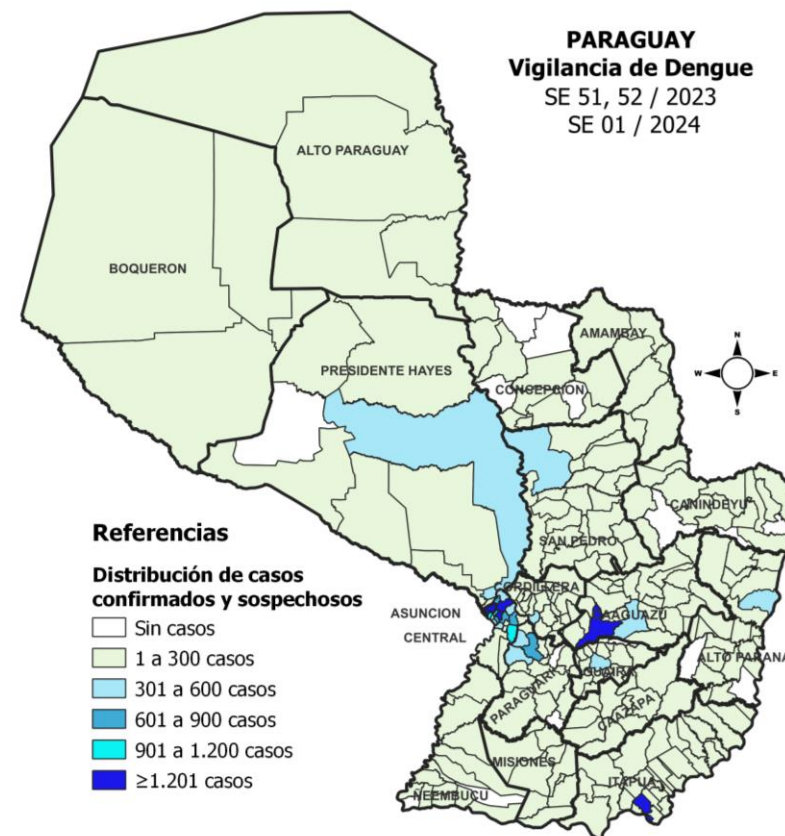 PARAGUAY
Vigilancia de Dengue
SE 51, 52 / 2023
SE 01 / 2024
ALTO PARAGUAY
BOQUERON
AMAMBAY
PRESIDENTE HAYES
CONCEPCION
N
W E
S
CANINDEYU
SAN PEDRO
CORDILLERA
CAAGUAZU
ASUNCION
CENTRAL
ALTO PARANA
GUAIRA
PARAGUARI
CAAZAPA
MISIONES
ITAPUA
ÑEEMBUCU
Referencias
Distribución de casos
confirmados y sospechosos
Sin casos
1 a 300 casos
301 a 600 casos
601 a 900 casos
901 a 1.200 casos
≥1.201 casos